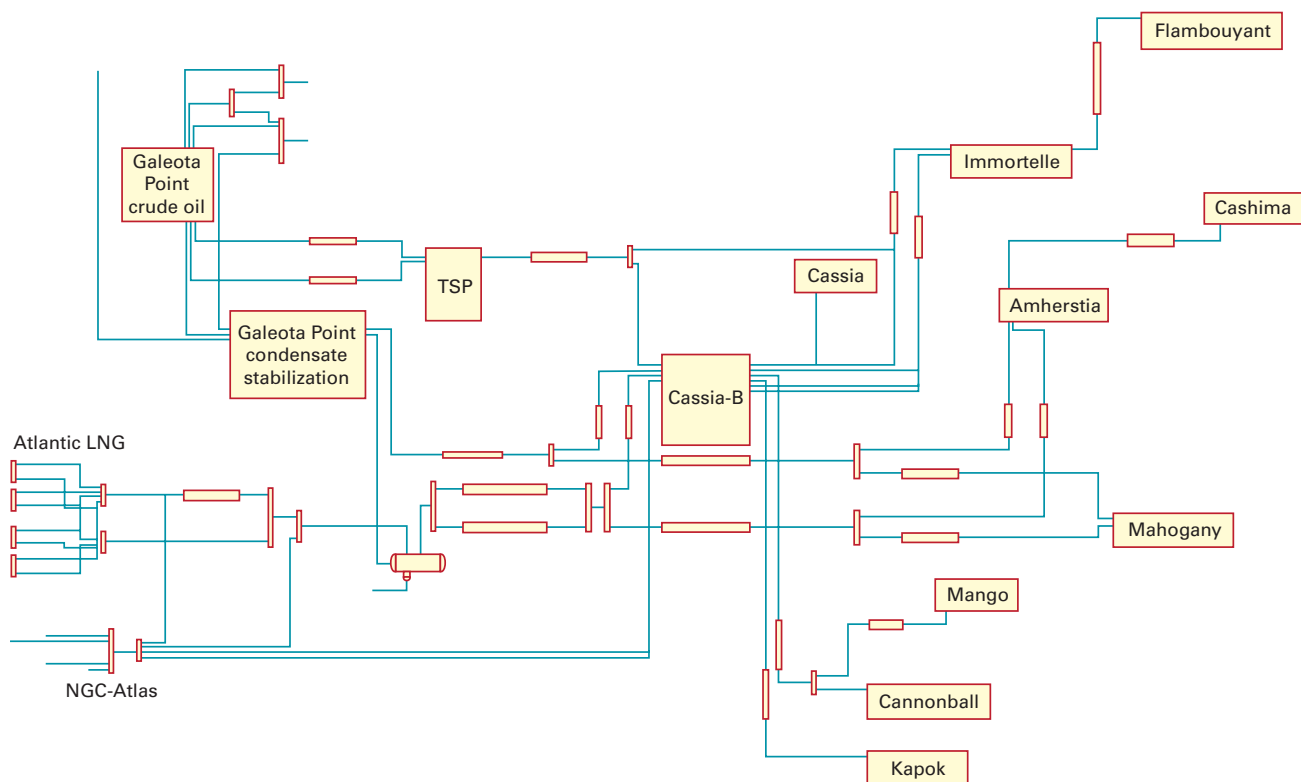 Flambouyant
Galeota
Point
crude oil
Immortelle
Cashima
TSP
Cassia
Amherstia
Galeota Point
condensate
stabilization
Cassia-B
Atlantic LNG
Mahogany
Mango
NGC-Atlas
Cannonball
Kapok